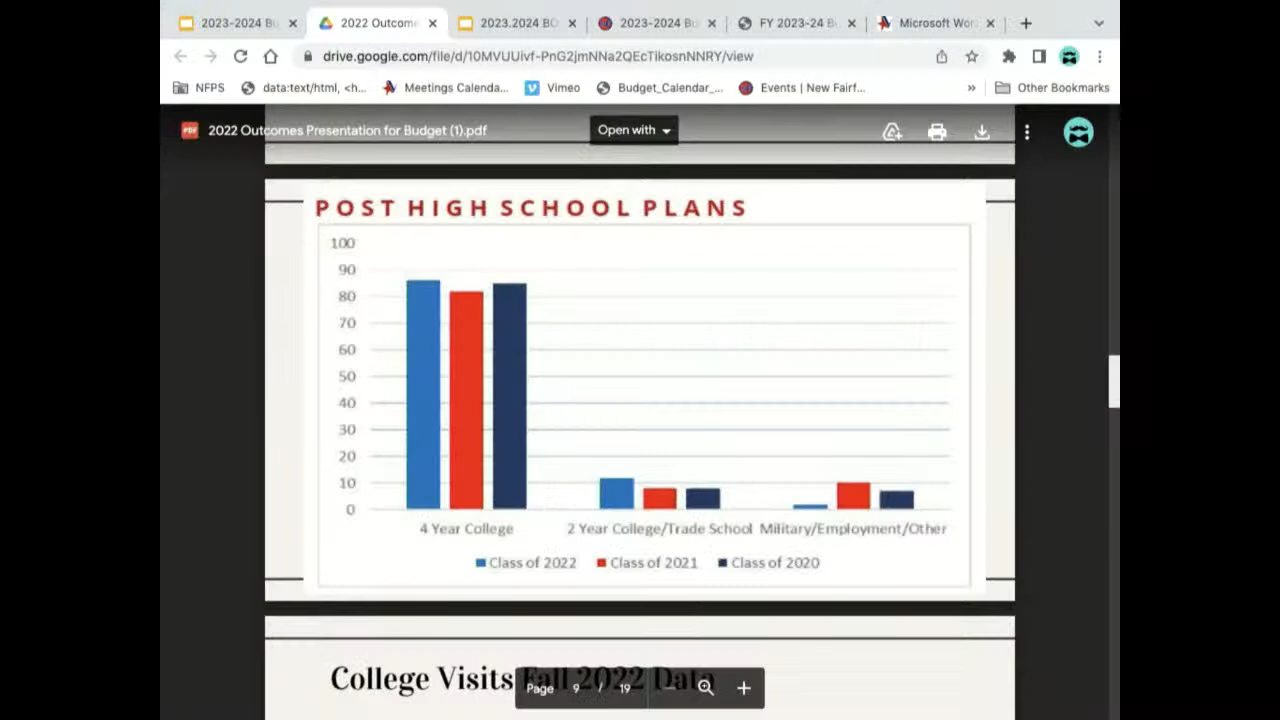 2023-2024 Bu
2022 Outcome
2023.2024 BO
2023-2024 Bu
FY 2023-24 B
Microsoft Wor
drive.google.com/file/d/10MVUUivf-PnG2jmNNa2QEcTikosnNNRY/view
NFPS
data:text/html, <h...
Meetings Calenda...
Vimeo
Budget_Calendar_...
Events | New Fairf...
»
Other Bookmarks
PDF
2022 Outcomes Presentation for Budget (1).pdf
Open with
POST HIGH SCHOOL PLANS
100
90
80
70
60
50
40
30
20
10
0
4 Year College
2 Year College/Trade School
Military/Employment/Other
Class of 2022
Class of 2021
Class of 2020
College Visits Fall 2022 Data
Page 9 / 19